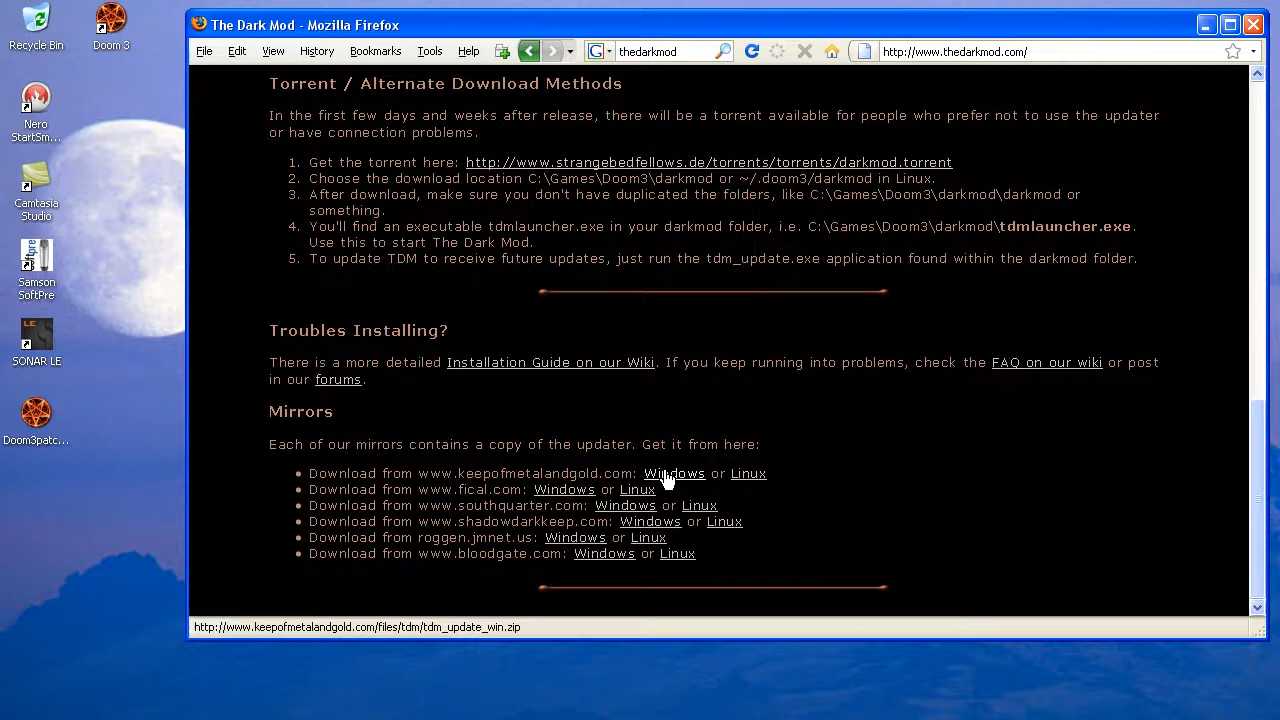 The Dark Mod - Mozilla Firefox
File Edit View History Bookmarks Tools Help thedarkmod http://www.thedarkmod.com/
Recycle Bin
Doom 3
Nero
StartSm...
Camtasia
Studio
Samson
SoftPre
SONAR LE
Doom3patc...
Torrent / Alternate Download Methods
In the first few days and weeks after release, there will be a torrent available for people who prefer not to use the updater
or have connection problems.
1. Get the torrent here: http://www.strangebedfellows.de/torrents/torrents/darkmod.torrent
2. Choose the download location C:\Games\Doom3\darkmod or ~/.doom3/darkmod in Linux.
3. After download, make sure you don't have duplicated the folders, like C:\Games\Doom3\darkmod\darkmod or
something.
4. You'll find an executable tdmlauncher.exe in your darkmod folder, i.e. C:\Games\Doom3\darkmod\tdmlauncher.exe.
Use this to start The Dark Mod.
5. To update TDM to receive future updates, just run the tdm_update.exe application found within the darkmod folder.
Troubles Installing?
There is a more detailed Installation Guide on our Wiki. If you keep running into problems, check the FAQ on our wiki or post
in our forums.
Mirrors
Each of our mirrors contains a copy of the updater. Get it from here:
• Download from www.keepofmetalandgold.com: Windows or Linux
• Download from www.fical.com: Windows or Linux
• Download from www.southquarter.com: Windows or Linux
• Download from www.shadowdarkkeep.com: Windows or Linux
• Download from roggen.jmnet.us: Windows or Linux
• Download from www.bloodgate.com: Windows or Linux
http://www.keepofmetalandgold.com/files/tdm/tdm_update_win.zip